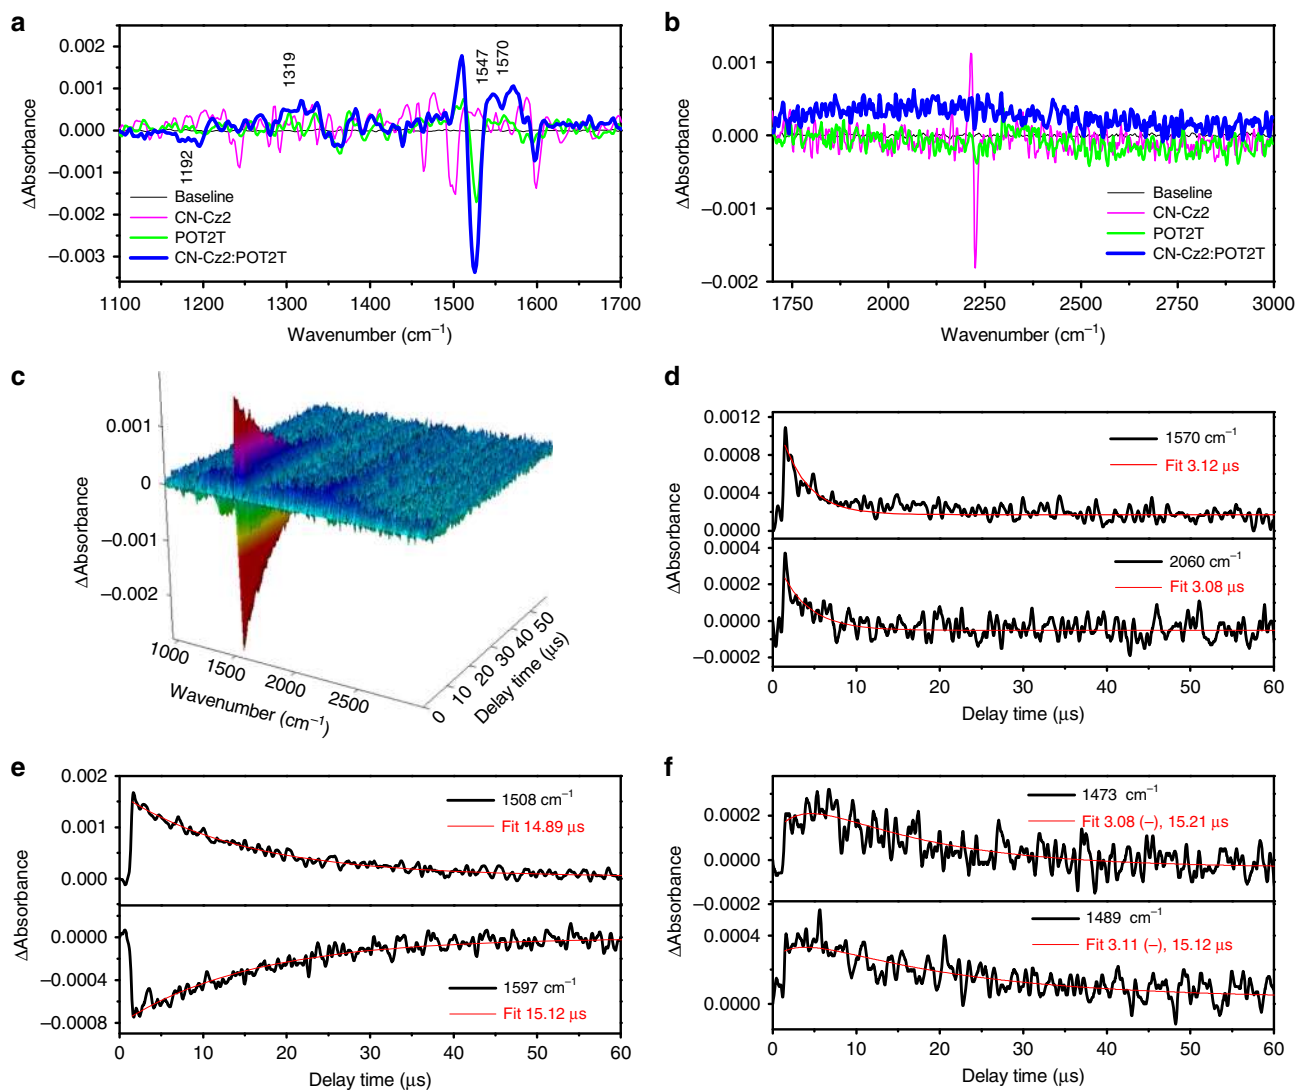 a
0.002
0.001
0.000
−0.001
−0.002
−0.003
ΔAbsorbance
1192
1319
1547
1570
Baseline
CN-Cz2
POT2T
CN-Cz2:POT2T
1100 1200 1300 1400 1500 1600 1700
Wavenumber (cm⁻¹)
b
0.001
0.000
−0.001
−0.002
ΔAbsorbance
Baseline
CN-Cz2
POT2T
CN-Cz2:POT2T
1750 2000 2250 2500 2750 3000
Wavenumber (cm⁻¹)
c
0.001
0
−0.001
−0.002
ΔAbsorbance
1000 1500 2000 2500
Wavenumber (cm⁻¹)
0 10 20 30 40 50
Delay time (μs)
d
0.0012
0.0008
0.0004
0.0000
ΔAbsorbance
1570 cm⁻¹
Fit 3.12 μs
0.0004
0.0002
0.0000
−0.0002
ΔAbsorbance
2060 cm⁻¹
Fit 3.08 μs
0 10 20 30 40 50 60
Delay time (μs)
e
0.002
0.001
0.000
ΔAbsorbance
1508 cm⁻¹
Fit 14.89 μs
0.0000
−0.0004
−0.0008
ΔAbsorbance
1597 cm⁻¹
Fit 15.12 μs
0 10 20 30 40 50 60
Delay time (μs)
f
0.0002
0.0000
−0.0002
ΔAbsorbance
1473 cm⁻¹
Fit 3.08 (–), 15.21 μs
0.0004
0.0000
ΔAbsorbance
1489 cm⁻¹
Fit 3.11 (–), 15.12 μs
0 10 20 30 40 50 60
Delay time (μs)